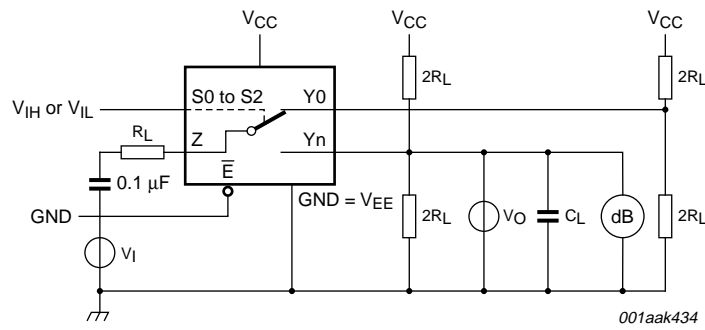 VCC VCC VCC
2RL 2RL
S0 to S2 Y0
VIH or VIL
RL Z Yn
E
0.1 μF
GND = VEE
GND 2RL VO CL dB 2RL
VI
001aak434